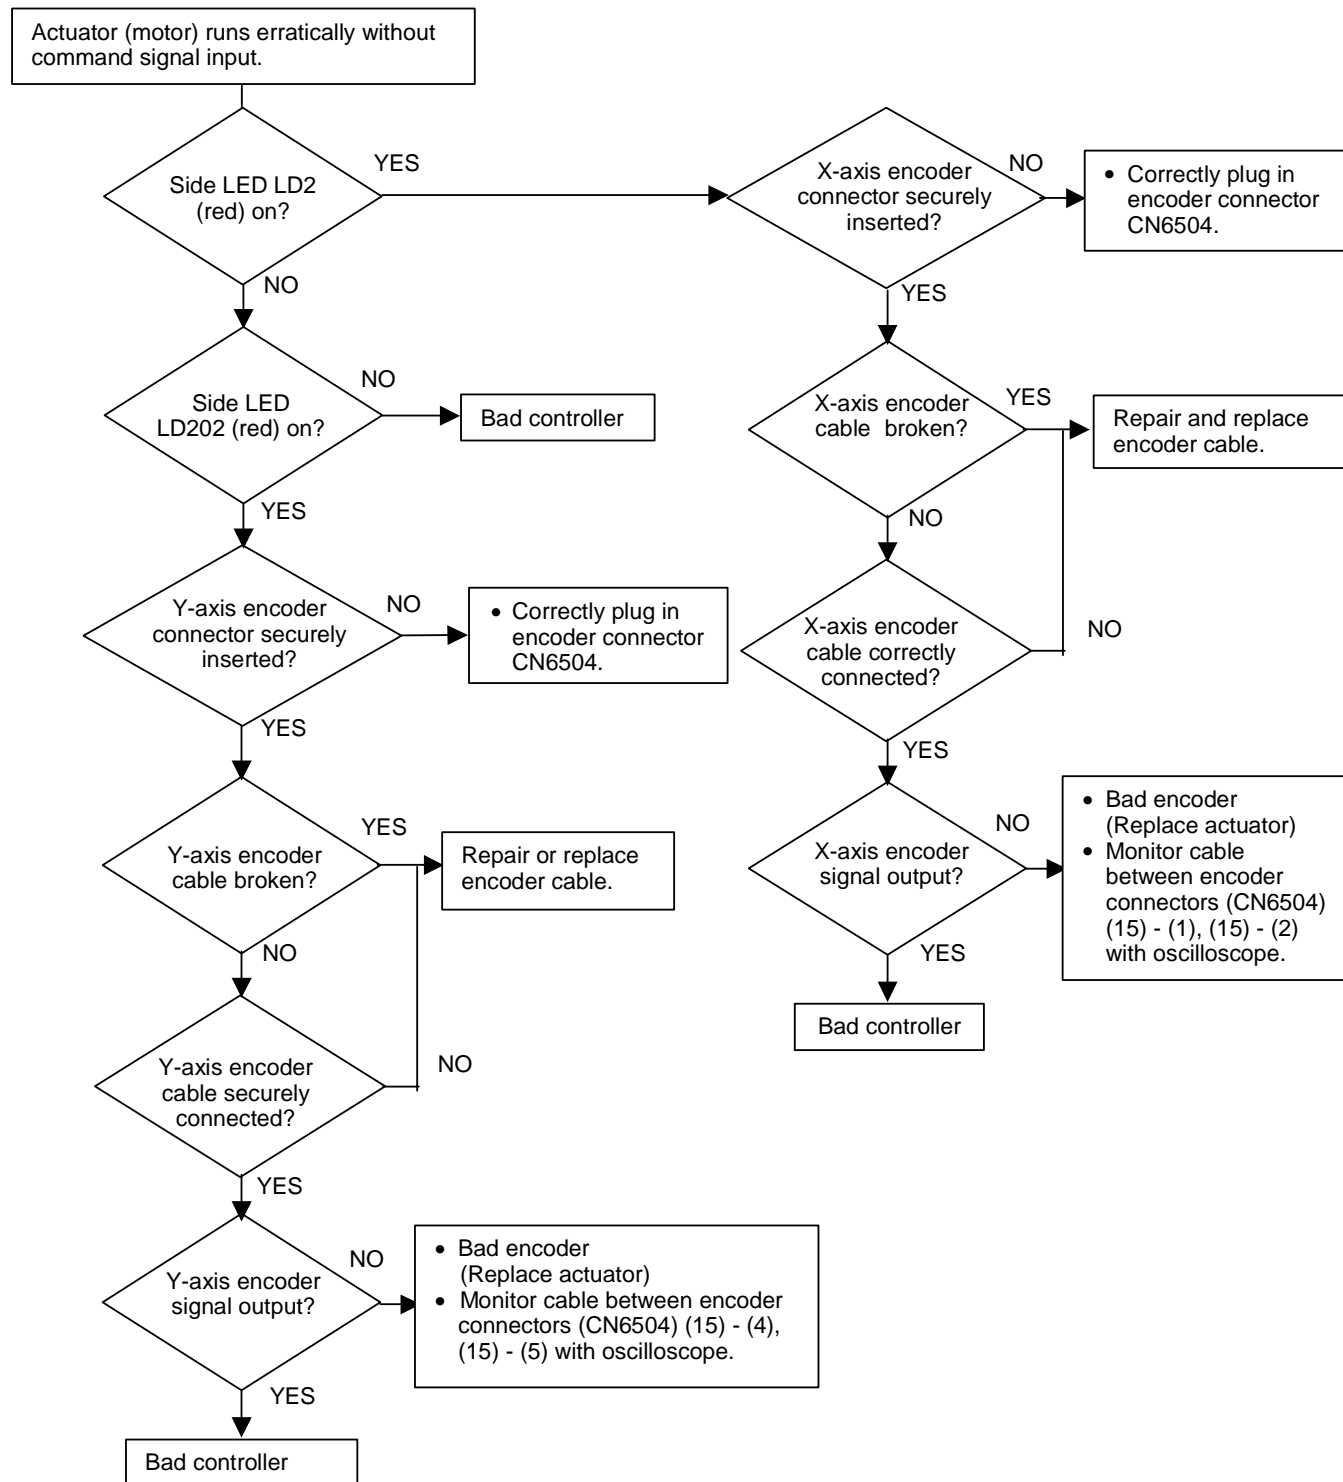 Actuator (motor) runs erratically without
command signal input.
YES
Side LED LD2
(red) on?
NO
X-axis encoder
connector securely
inserted?
NO
• Correctly plug in
encoder connector
CN6504.
YES
Side LED
LD202 (red) on?
NO
Bad controller
YES
X-axis encoder
cable broken?
YES
Repair and replace
encoder cable.
NO
Y-axis encoder
connector securely
inserted?
NO
• Correctly plug in
encoder connector
CN6504.
YES
X-axis encoder
cable correctly
connected?
NO
YES
Y-axis encoder
cable broken?
YES
Repair or replace
encoder cable.
NO
X-axis encoder
signal output?
NO
• Bad encoder
(Replace actuator)
• Monitor cable
between encoder
connectors (CN6504)
(15) - (1), (15) - (2)
with oscilloscope.
YES
Bad controller
Y-axis encoder
cable securely
connected?
NO
YES
Y-axis encoder
signal output?
NO
• Bad encoder
(Replace actuator)
• Monitor cable between encoder
connectors (CN6504) (15) - (4),
(15) - (5) with oscilloscope.
YES
Bad controller